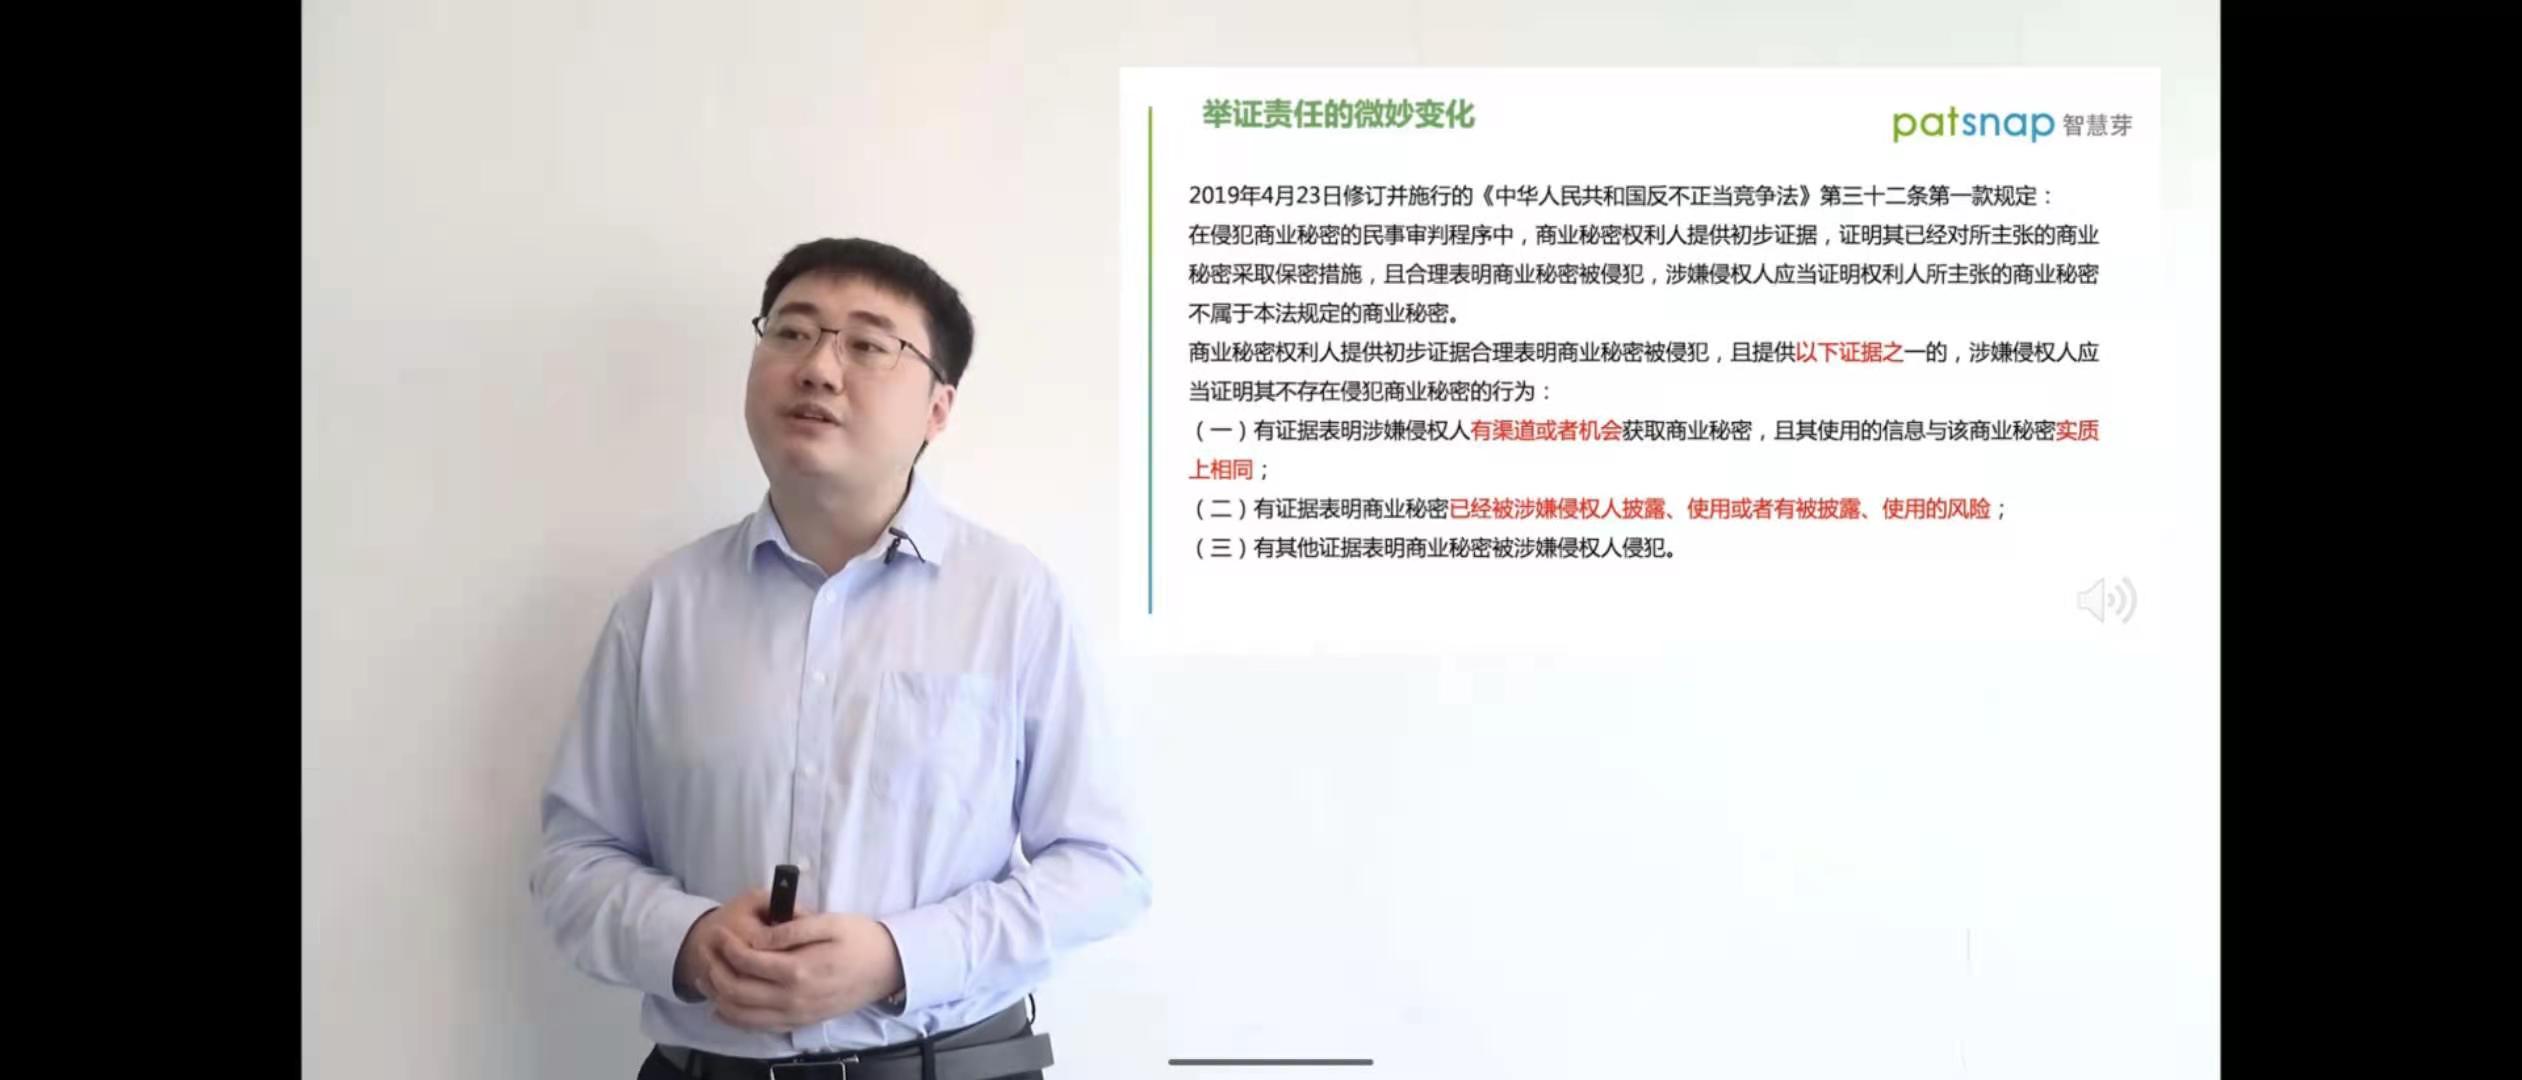 举证责任的微妙变化
patsnap 智慧芽
2019年4月23日修订并施行的《中华人民共和国反不正当竞争法》第三十二条第一款规定：
在侵犯商业秘密的民事审判程序中，商业秘密权利人提供初步证据，证明其已经对所主张的商业
秘密采取保密措施，且合理表明商业秘密被侵犯，涉嫌侵权人应当证明权利人所主张的商业秘密
不属于本法规定的商业秘密。
商业秘密权利人提供初步证据合理表明商业秘密被侵犯，且提供以下证据之一的，涉嫌侵权人应
当证明其不存在侵犯商业秘密的行为：
（一）有证据表明涉嫌侵权人有渠道或者机会获取商业秘密，且其使用的信息与该商业秘密实质
上相同；
（二）有证据表明商业秘密已经被涉嫌侵权人披露、使用或者有被披露、使用的风险；
（三）有其他证据表明商业秘密被涉嫌侵权人侵犯。